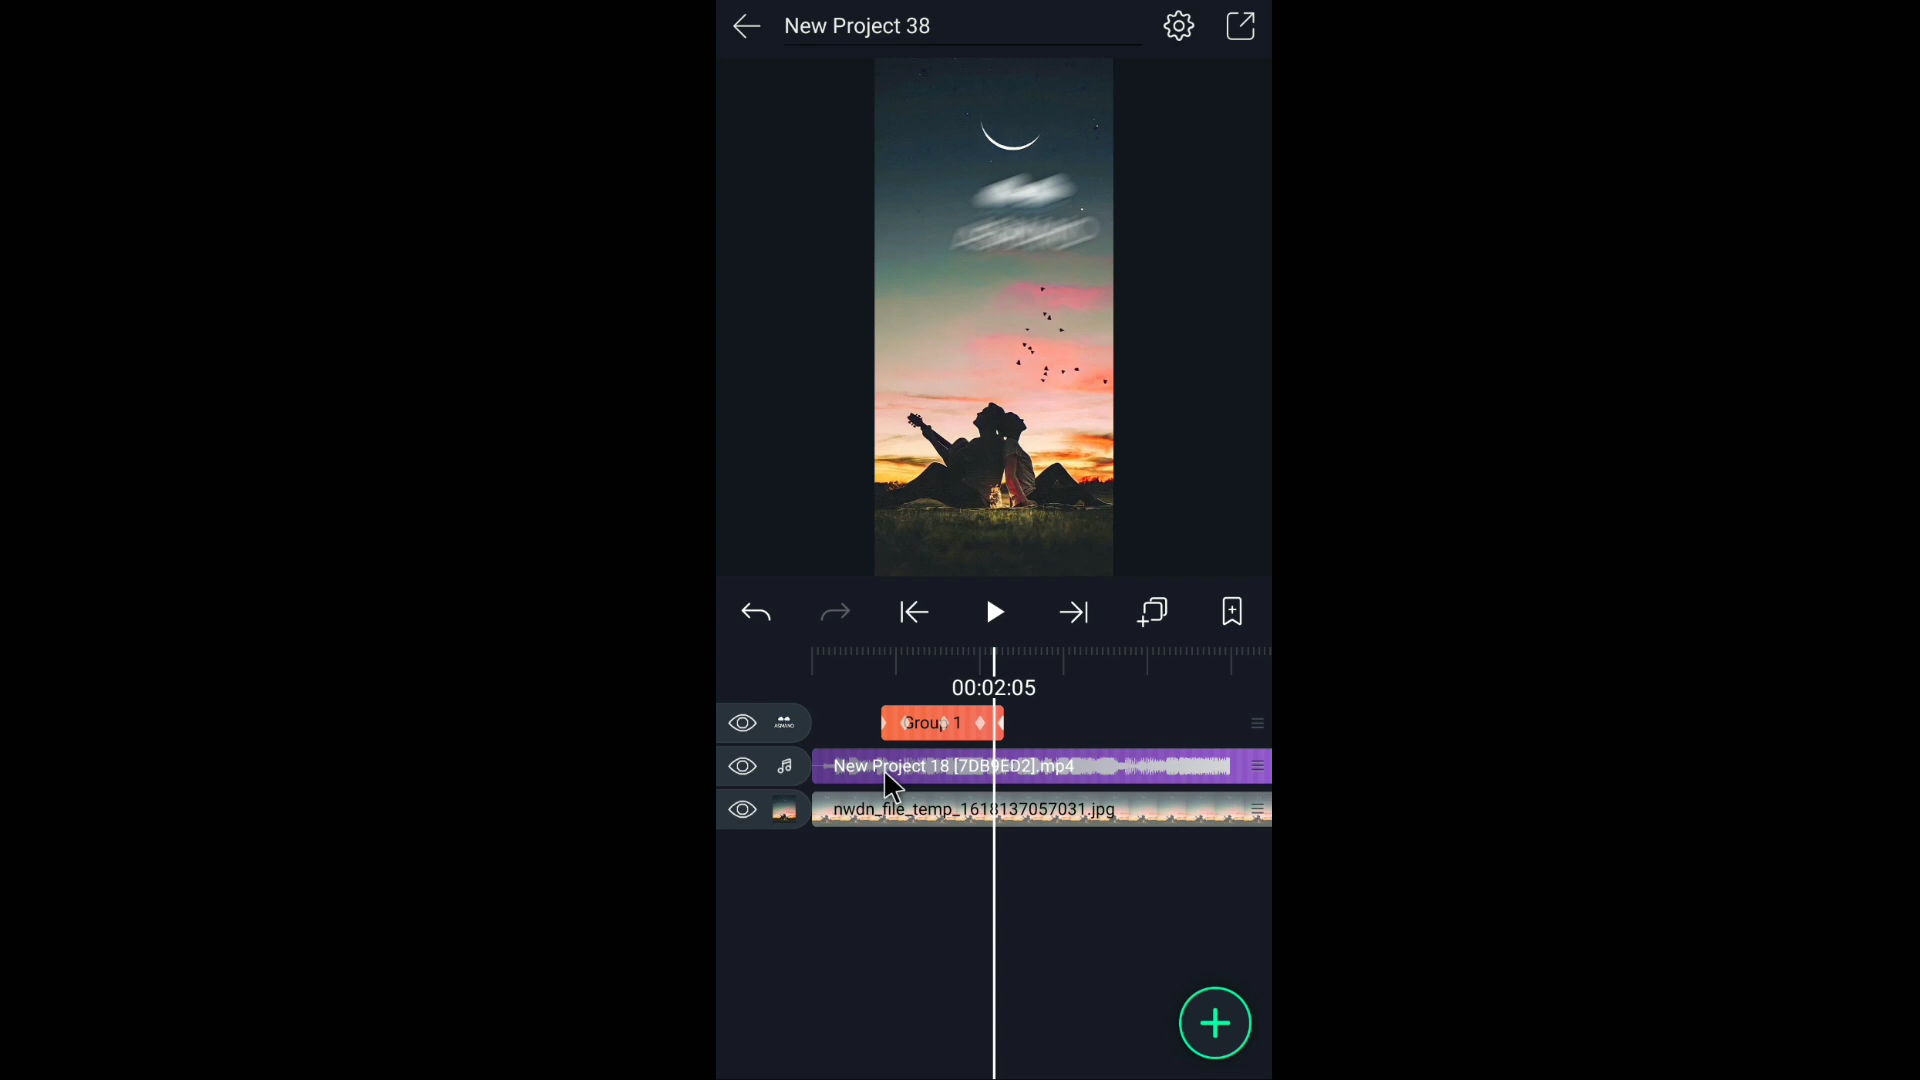 New Project 38
00:02:05
Group 1
New Project 18 [7DB9ED2].mp4
nwdn_file_temp_1618137057031.jpg